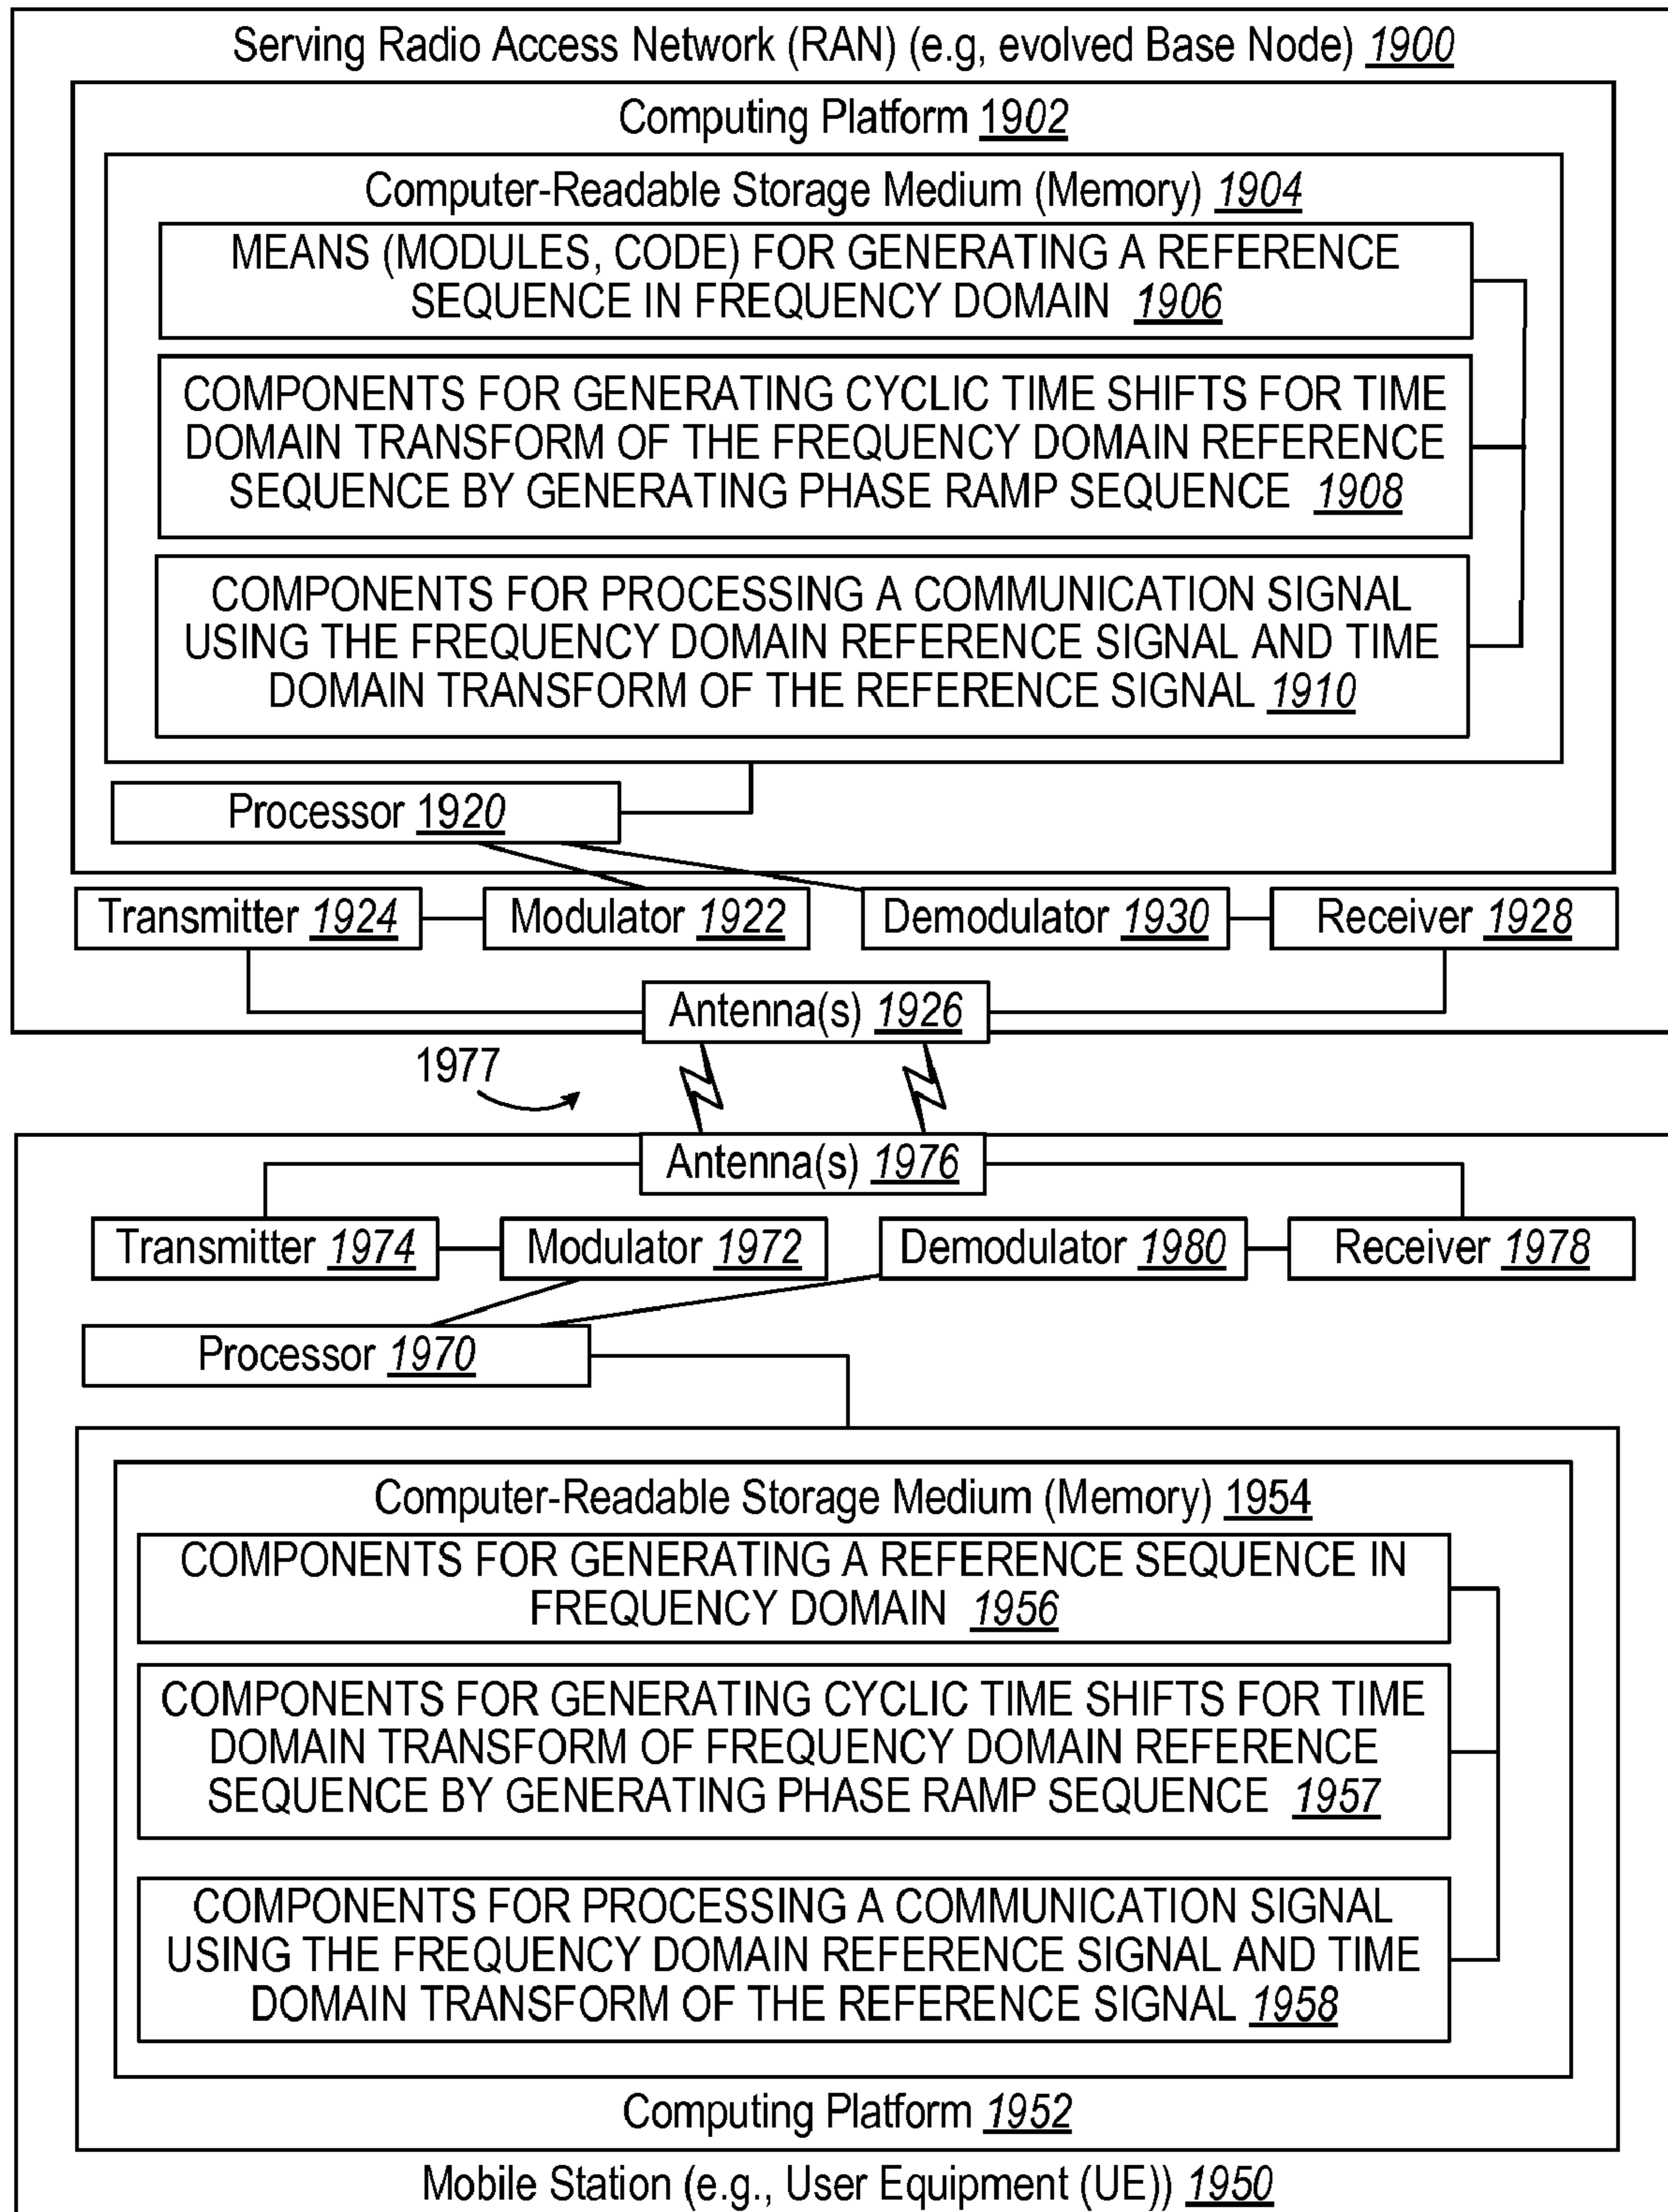 Serving Radio Access Network (RAN) (e.g, evolved Base Node) 1900
Computing Platform 1902
Computer-Readable Storage Medium (Memory) 1904
MEANS (MODULES, CODE) FOR GENERATING A REFERENCE
SEQUENCE IN FREQUENCY DOMAIN 1906
COMPONENTS FOR GENERATING CYCLIC TIME SHIFTS FOR TIME
DOMAIN TRANSFORM OF THE FREQUENCY DOMAIN REFERENCE
SEQUENCE BY GENERATING PHASE RAMP SEQUENCE 1908
COMPONENTS FOR PROCESSING A COMMUNICATION SIGNAL
USING THE FREQUENCY DOMAIN REFERENCE SIGNAL AND TIME
DOMAIN TRANSFORM OF THE REFERENCE SIGNAL 1910
Processor 1920
Transmitter 1924
Modulator 1922
Demodulator 1930
Receiver 1928
Antenna(s) 1926
1977
Antenna(s) 1976
Transmitter 1974
Modulator 1972
Demodulator 1980
Receiver 1978
Processor 1970
Computer-Readable Storage Medium (Memory) 1954
COMPONENTS FOR GENERATING A REFERENCE SEQUENCE IN
FREQUENCY DOMAIN 1956
COMPONENTS FOR GENERATING CYCLIC TIME SHIFTS FOR TIME
DOMAIN TRANSFORM OF FREQUENCY DOMAIN REFERENCE
SEQUENCE BY GENERATING PHASE RAMP SEQUENCE 1957
COMPONENTS FOR PROCESSING A COMMUNICATION SIGNAL
USING THE FREQUENCY DOMAIN REFERENCE SIGNAL AND TIME
DOMAIN TRANSFORM OF THE REFERENCE SIGNAL 1958
Computing Platform 1952
Mobile Station (e.g., User Equipment (UE)) 1950